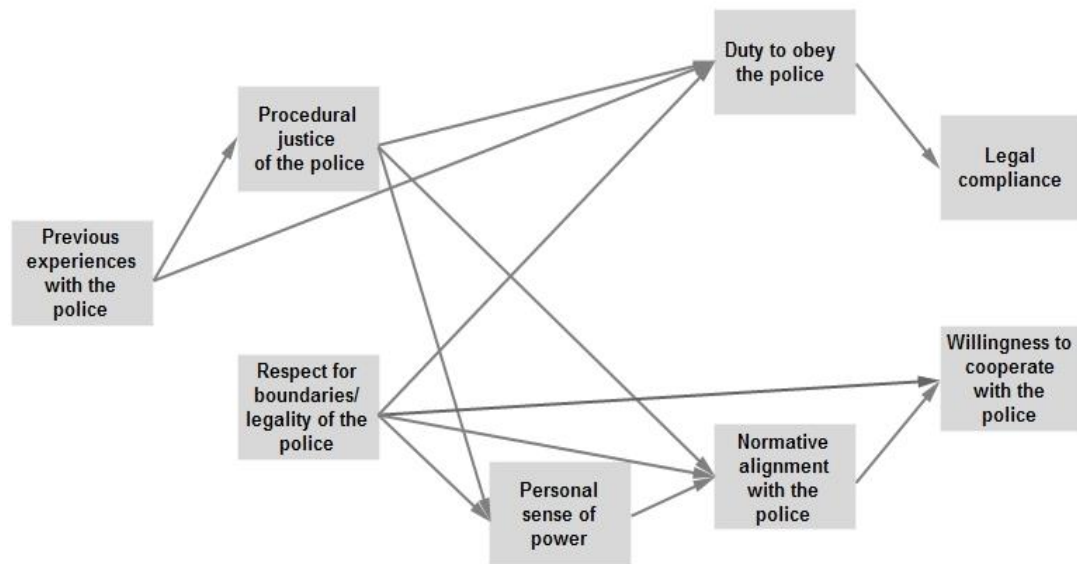 Duty to obey
the police
Procedural
justice
of the police
Legal
compliance
Previous
experiences
with the
police
Respect for
boundaries/
legality of the
police
Willingness to
cooperate
with the
police
Normative
alignment
with the
police
Personal
sense of
power